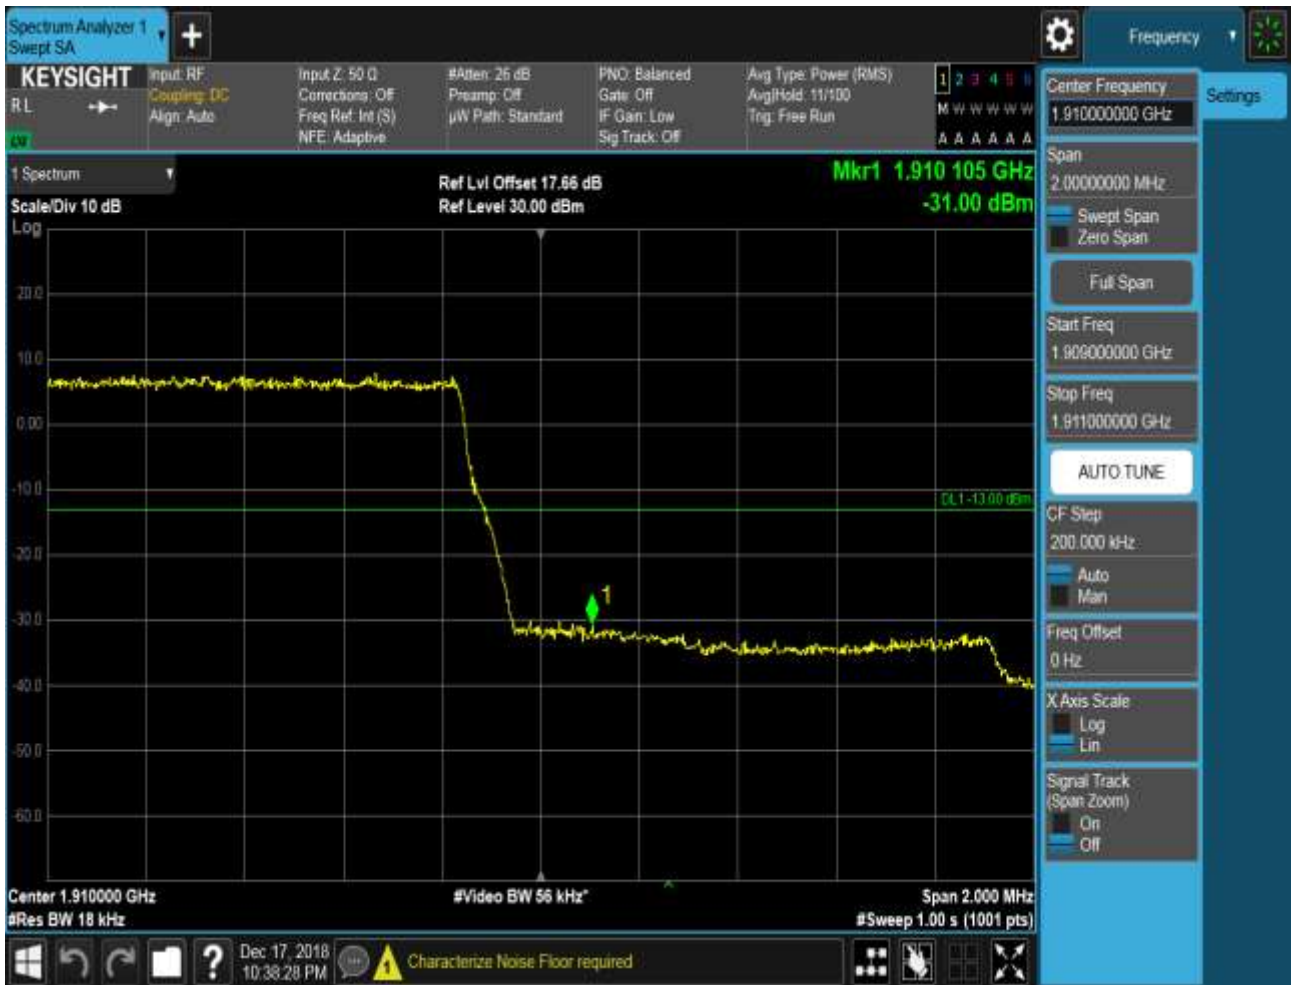 Spectrum Analyzer 1
Swept SA
+
Frequency
KEYSIGHT
RL
LXI
Input: RF
Coupling: DC
Align: Auto
Input Z: 50 Ω
Corrections: Off
Freq Ref: Int (S)
NFE: Adaptive
#Atten: 26 dB
Preamp: Off
µW Path: Standard
PNO: Balanced
Gate: Off
IF Gain: Low
Sig Track: Off
Avg Type: Power (RMS)
Avg|Hold: 11/100
Trig: Free Run
1 2 3 4 5 6
M W W W W W
A A A A A A
1 Spectrum
Scale/Div 10 dB
Log
Ref Lvl Offset 17.66 dB
Ref Level 30.00 dBm
Mkr1 1.910 105 GHz
-31.00 dBm
20.0
10.0
0.00
-10.0
-20.0
-30.0
-40.0
-50.0
-60.0
DL1 -13.00 dBm
1
Center 1.910000 GHz
#Res BW 18 kHz
#Video BW 56 kHz*
Span 2.000 MHz
#Sweep 1.00 s (1001 pts)
Center Frequency
1.910000000 GHz
Settings
Span
2.00000000 MHz
Swept Span
Zero Span
Full Span
Start Freq
1.909000000 GHz
Stop Freq
1.911000000 GHz
AUTO TUNE
CF Step
200.000 kHz
Auto
Man
Freq Offset
0 Hz
X Axis Scale
Log
Lin
Signal Track
(Span Zoom)
On
Off
?
Dec 17, 2018
10:38:28 PM
1
Characterize Noise Floor required